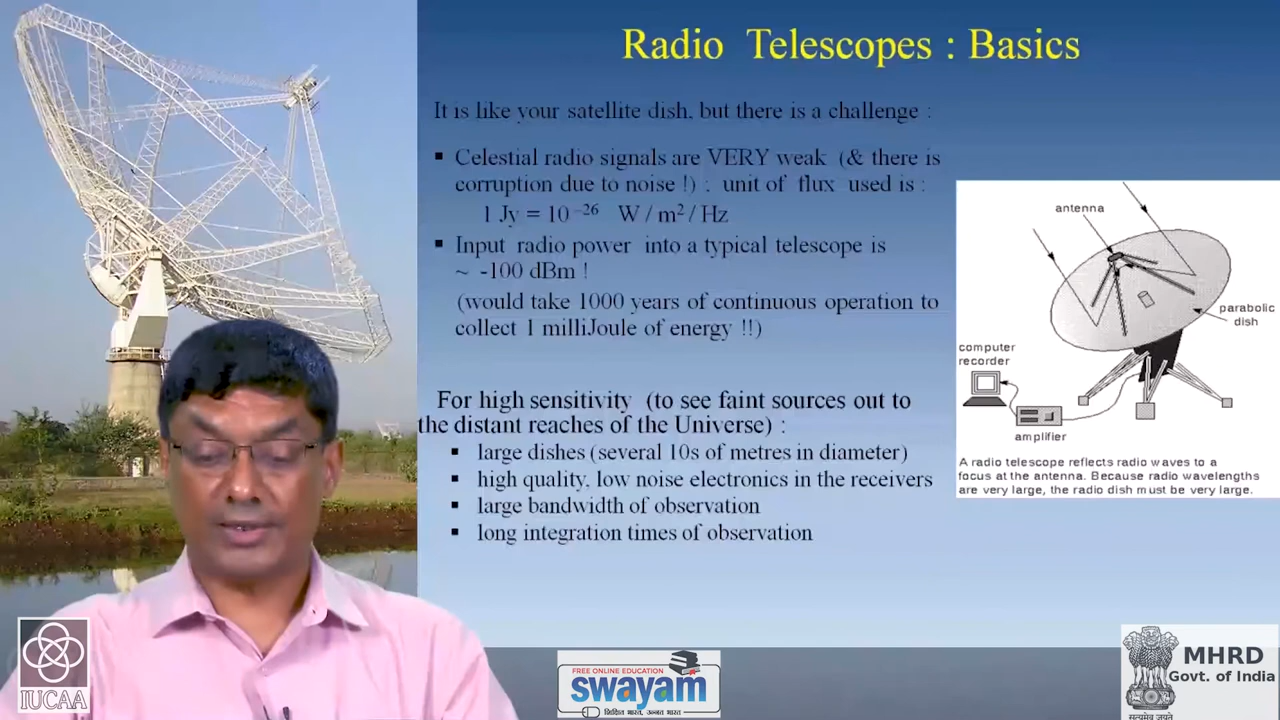 Radio Telescopes : Basics
It is like your satellite dish, but there is a challenge :
▪ Celestial radio signals are VERY weak (& there is
corruption due to noise !) : unit of flux used is :
1 Jy = 10 –26 W / m² / Hz
▪ Input radio power into a typical telescope is
~ -100 dBm !
(would take 1000 years of continuous operation to
collect 1 milliJoule of energy !!)
For high sensitivity (to see faint sources out to
the distant reaches of the Universe) :
▪ large dishes (several 10s of metres in diameter)
▪ high quality, low noise electronics in the receivers
▪ large bandwidth of observation
▪ long integration times of observation
antenna
parabolic
dish
computer
recorder
amplifier
A radio telescope reflects radio waves to a
focus at the antenna. Because radio wavelengths
are very large, the radio dish must be very large.
IUCAA
FREE ONLINE EDUCATION
swayam
शिक्षित भारत, उन्नत भारत
MHRD
Govt. of India
सत्यमेव जयते